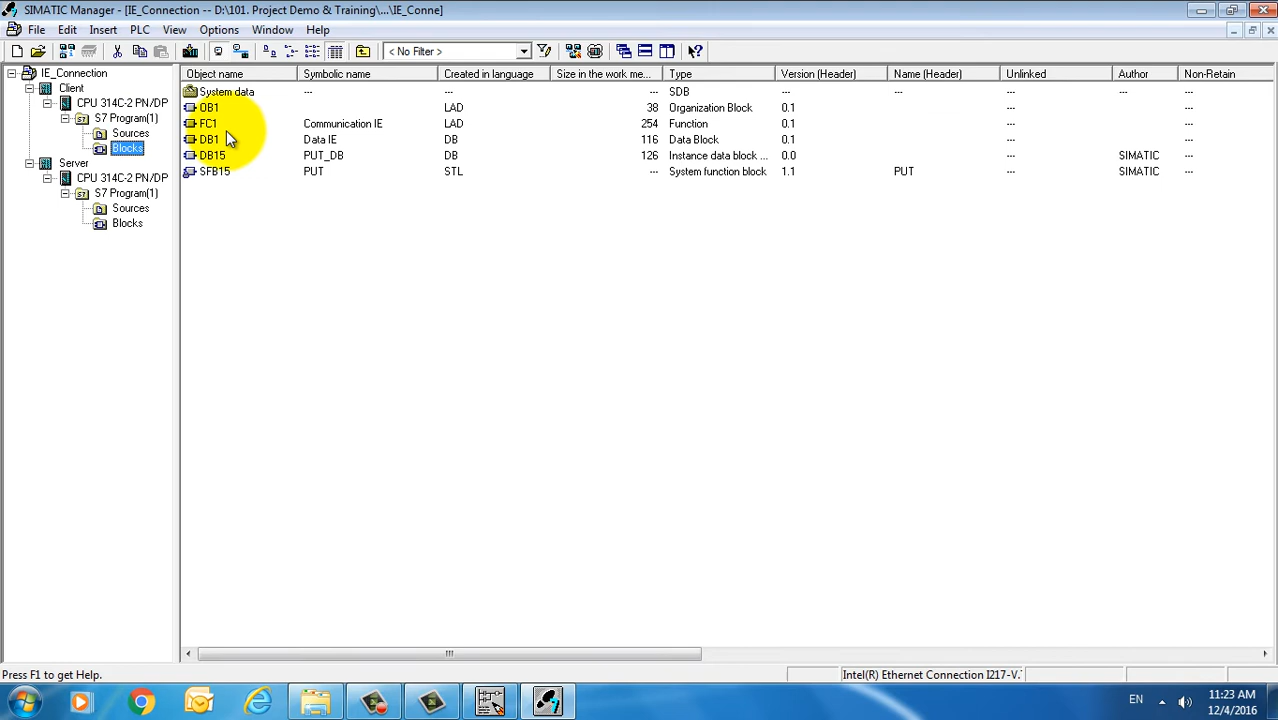 SIMATIC Manager - [IE_Connection -- D:\101. Project Demo & Training\...\IE_Conne]
File Edit Insert PLC View Options Window Help
< No Filter >
IE_Connection
Client
CPU 314C-2 PN/DP
S7 Program(1)
Sources
Blocks
Server
CPU 314C-2 PN/DP
S7 Program(1)
Sources
Blocks
Object name Symbolic name Created in language Size in the work me... Type Version (Header) Name (Header) Unlinked Author Non-Retain
System data --- --- --- SDB --- --- --- --- ---
OB1 LAD 38 Organization Block 0.1 --- ---
FC1 Communication IE LAD 254 Function 0.1 --- ---
DB1 Data IE DB 116 Data Block 0.1 --- ---
DB15 PUT_DB DB 126 Instance data block ... 0.0 --- SIMATIC ---
SFB15 PUT STL --- System function block 1.1 PUT --- SIMATIC ---
Press F1 to get Help.
Intel(R) Ethernet Connection I217-V.
EN
11:23 AM
12/4/2016